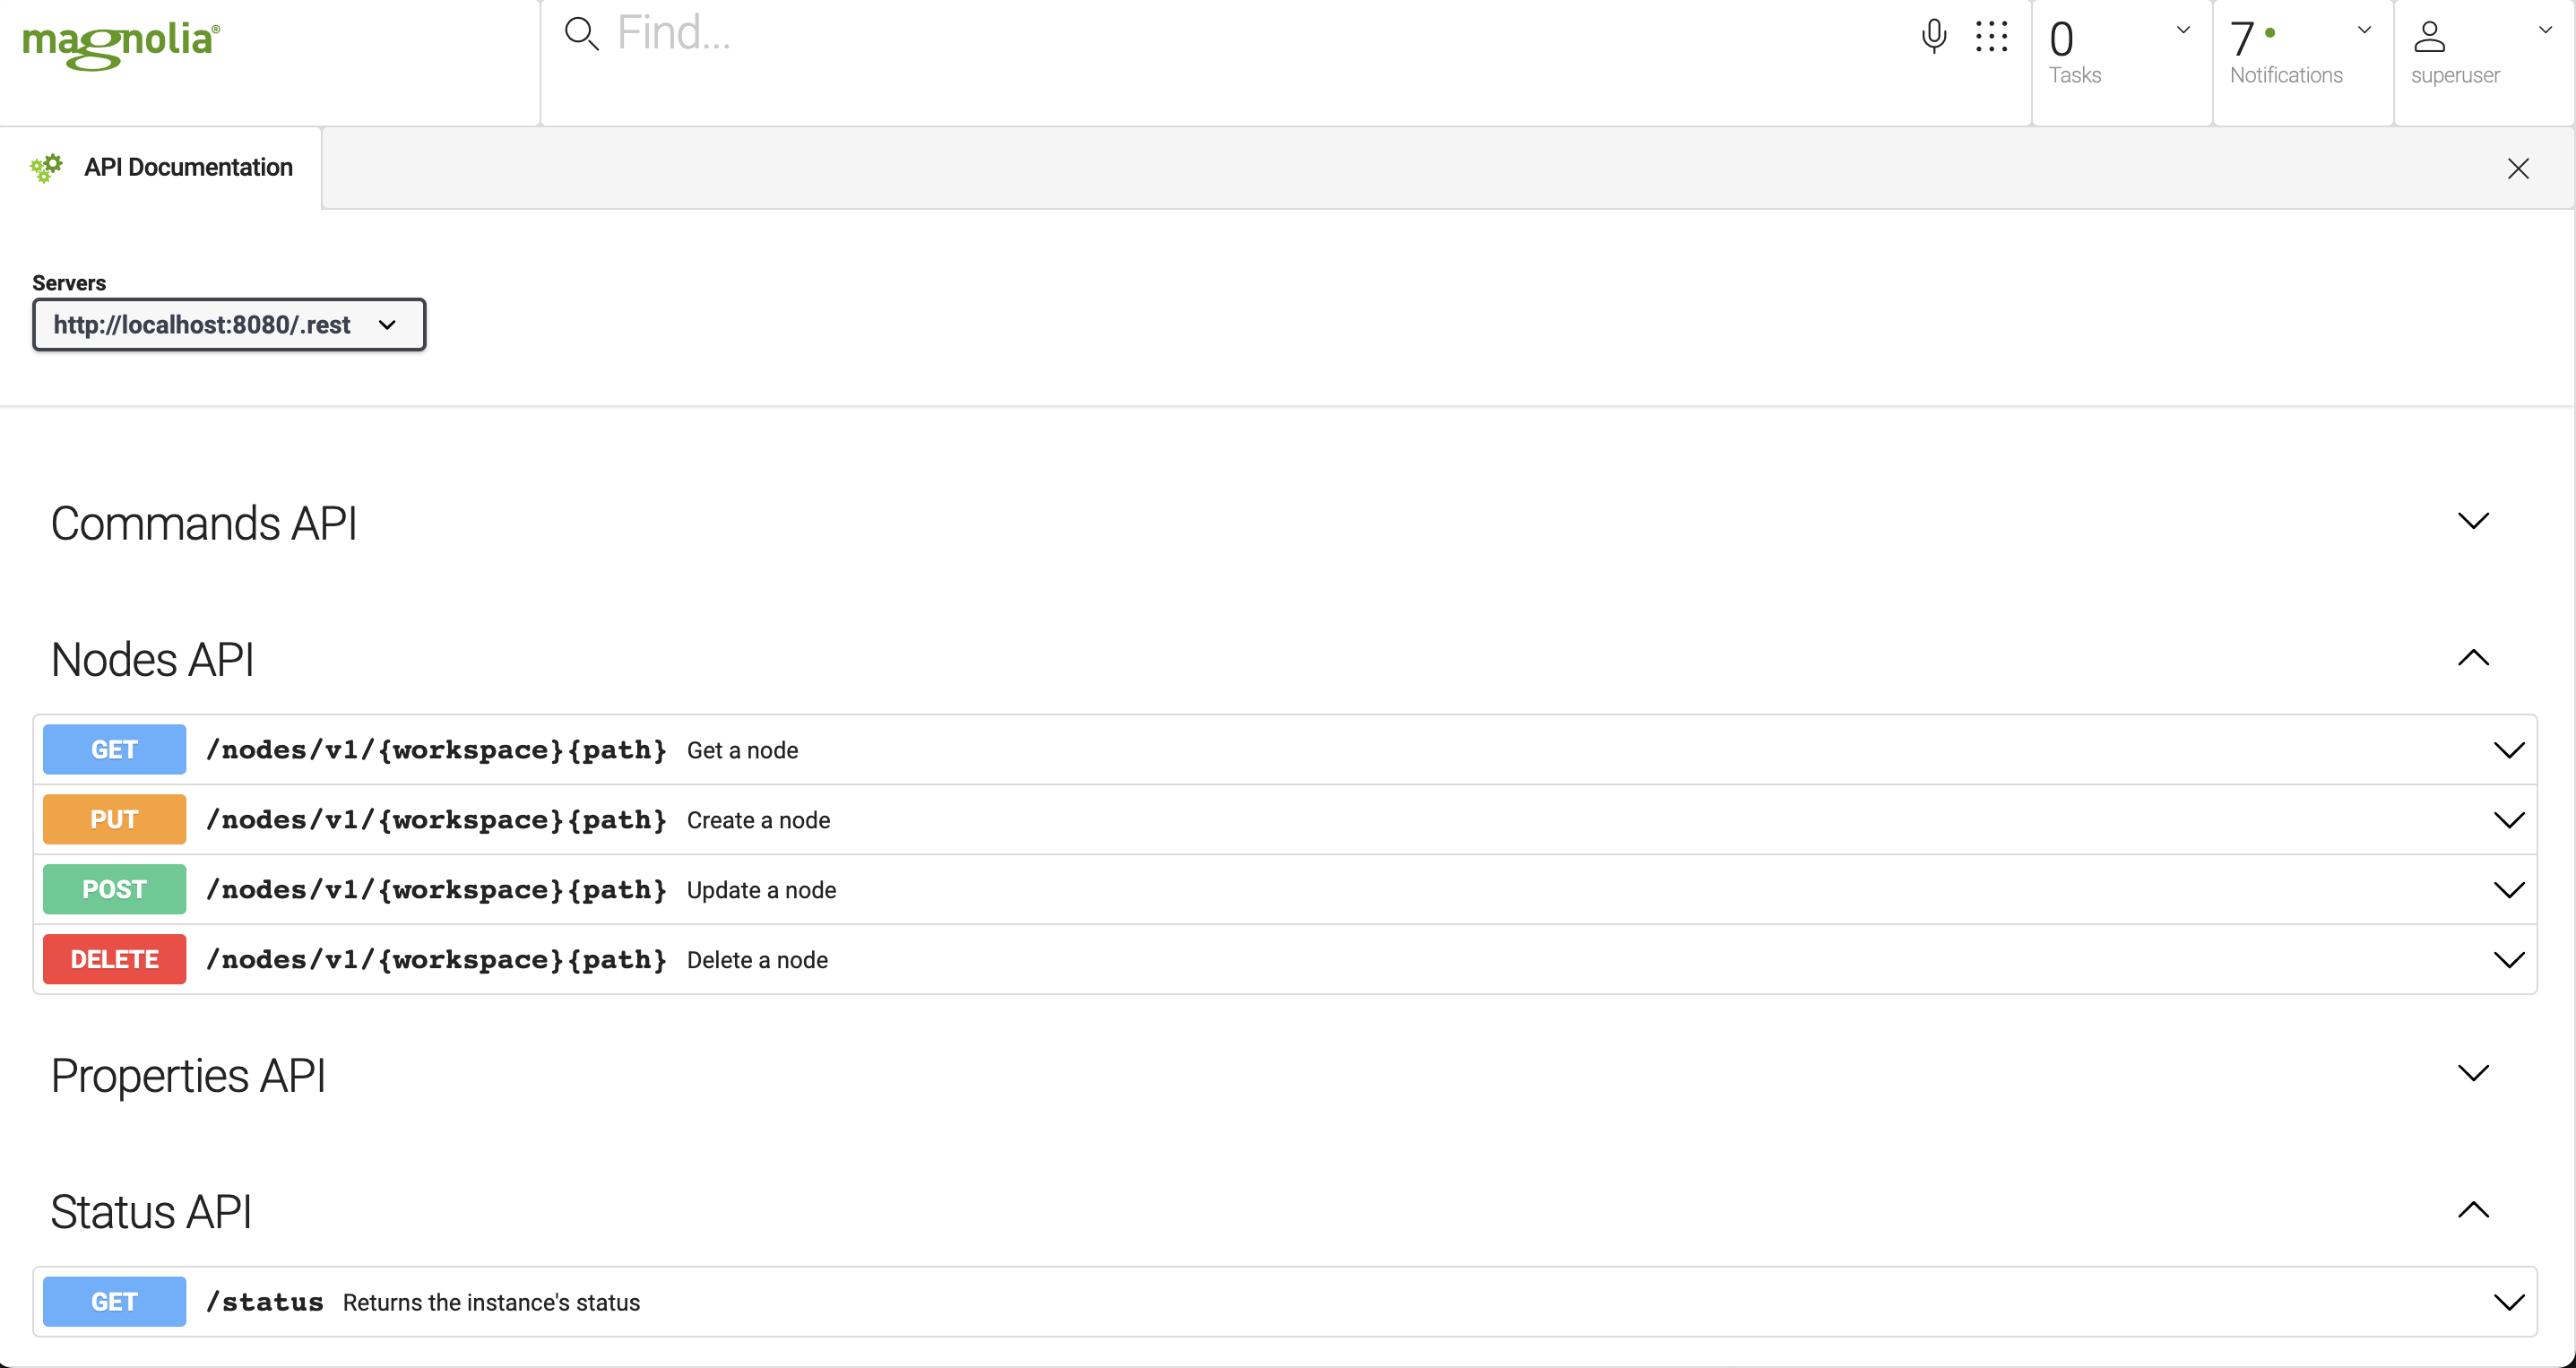 magnolia®
Find...
0
Tasks
7
Notifications
superuser
API Documentation
Servers
http://localhost:8080/.rest
Commands API
Nodes API
GET /nodes/v1/{workspace}{path} Get a node
PUT /nodes/v1/{workspace}{path} Create a node
POST /nodes/v1/{workspace}{path} Update a node
DELETE /nodes/v1/{workspace}{path} Delete a node
Properties API
Status API
GET /status Returns the instance's status